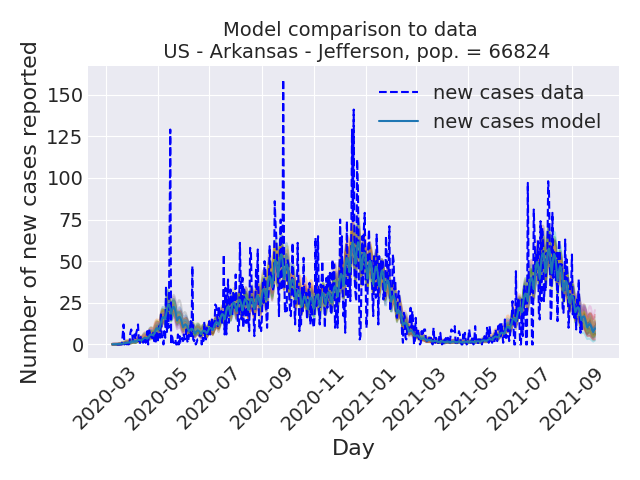 Model comparison to data
US - Arkansas - Jefferson, pop. = 66824
Number of new cases reported
150
125
100
75
50
25
0
new cases data
new cases model
2020-03
2020-05
2020-07
2020-09
2020-11
2021-01
2021-03
2021-05
2021-07
2021-09
Day